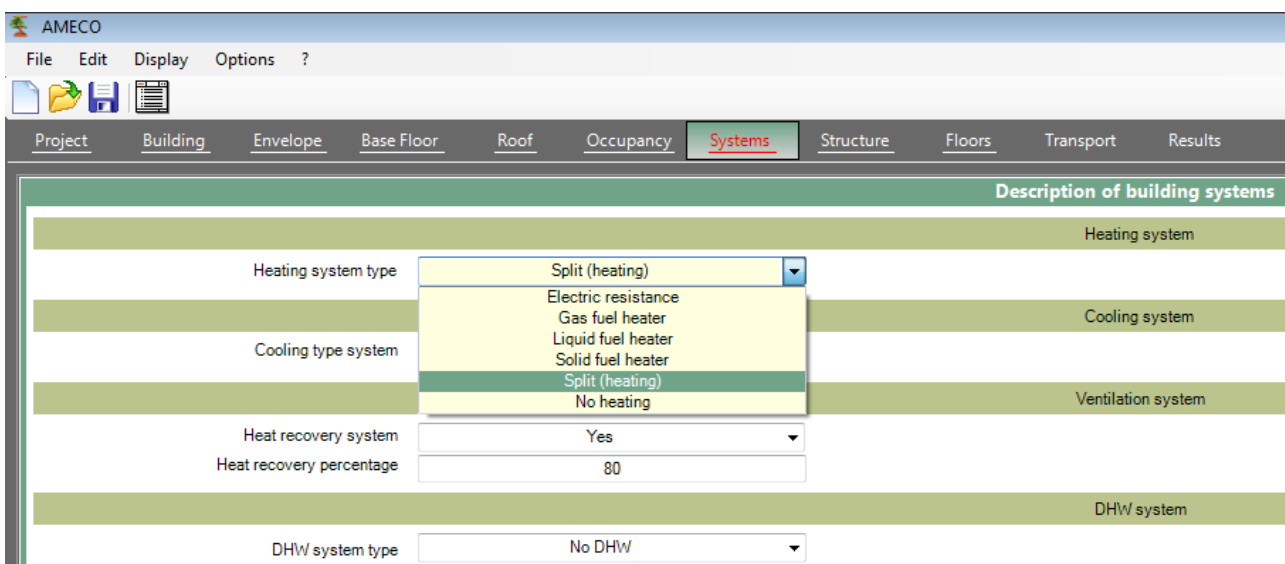 AMECO
File Edit Display Options ?
Project Building Envelope Base Floor Roof Occupancy Systems Structure Floors Transport Results
Description of building systems
Heating system
Heating system type Split (heating)
Electric resistance
Gas fuel heater
Liquid fuel heater
Solid fuel heater
Split (heating)
No heating
Cooling system
Cooling type system
Ventilation system
Heat recovery system Yes
Heat recovery percentage 80
DHW system
DHW system type No DHW